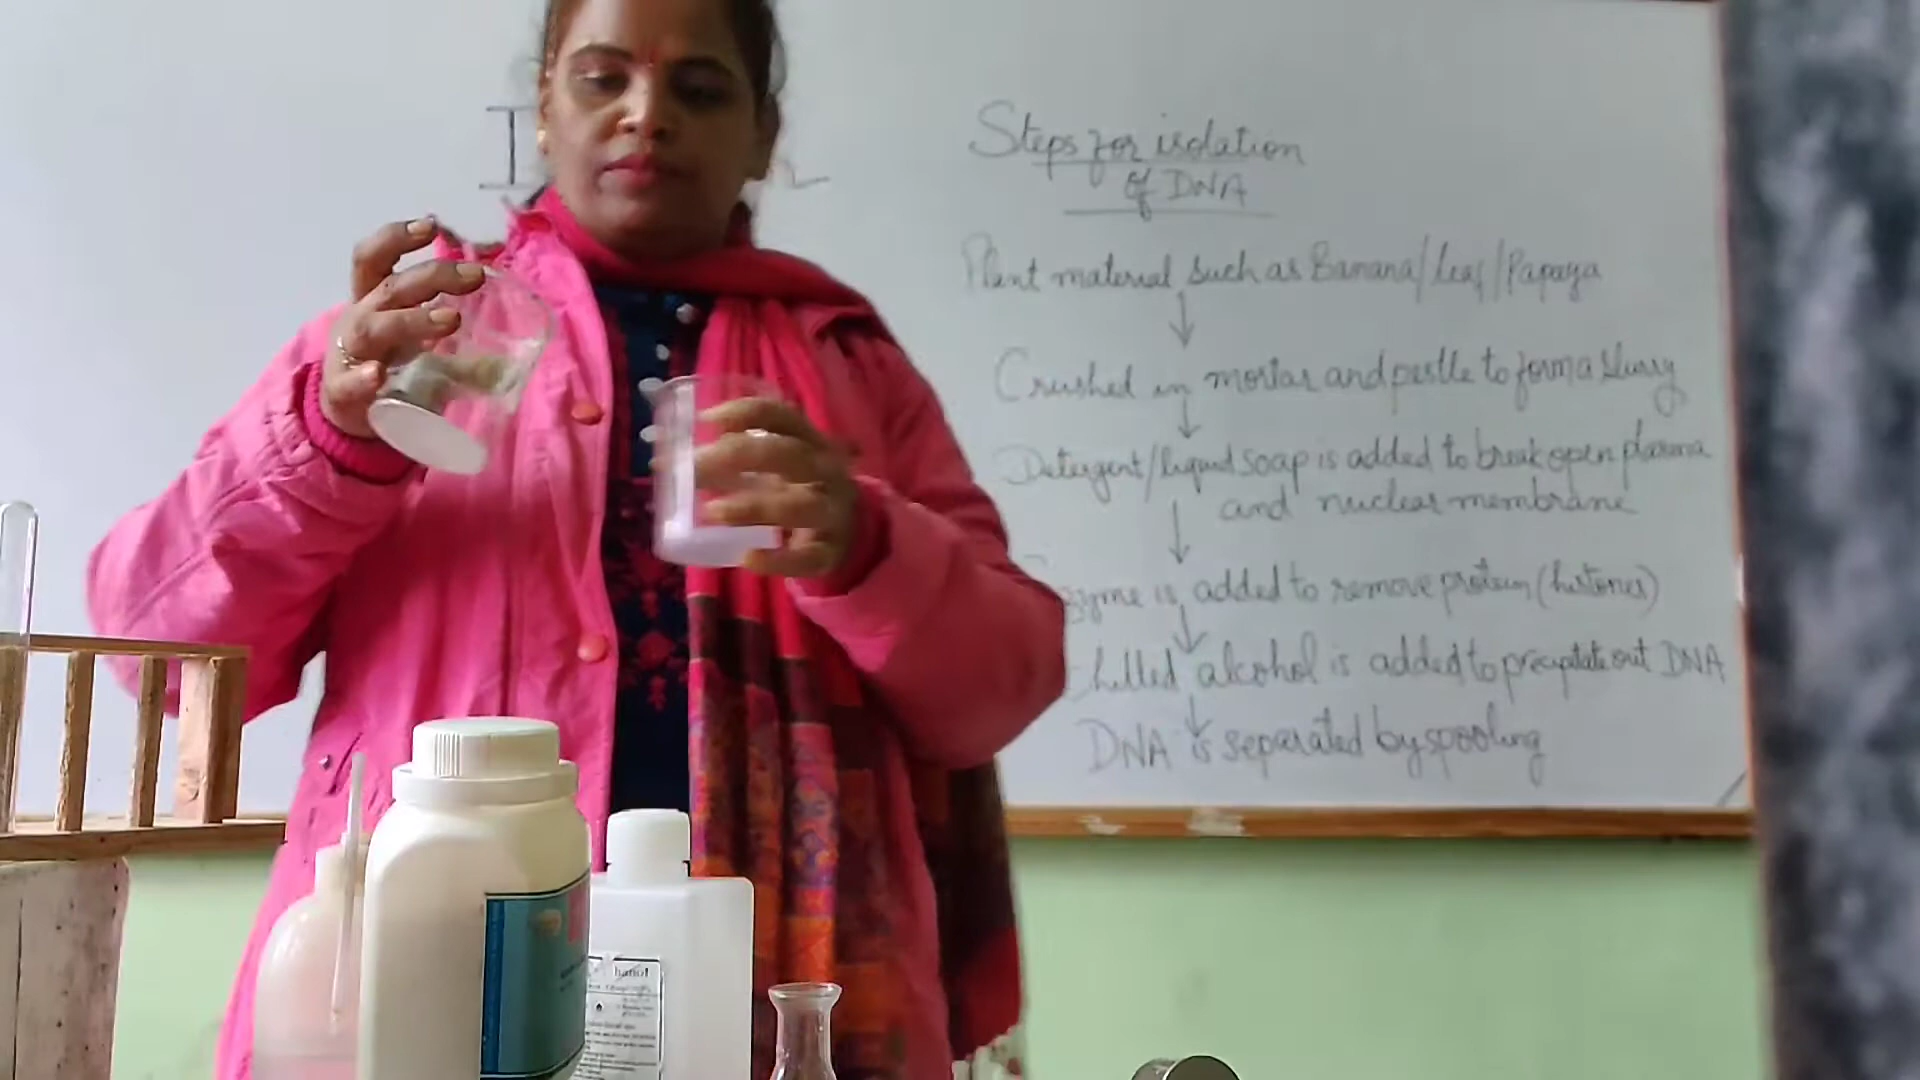 Steps for isolation
of DNA
Plant material such as Banana/leaf/Papaya
Crushed in mortar and pestle to form a slurry
Detergent/liquid soap is added to break open plasma
and nuclear membrane
is added to remove protein (histones)
Chilled alcohol is added to precipitate out DNA
DNA is separated by spooling